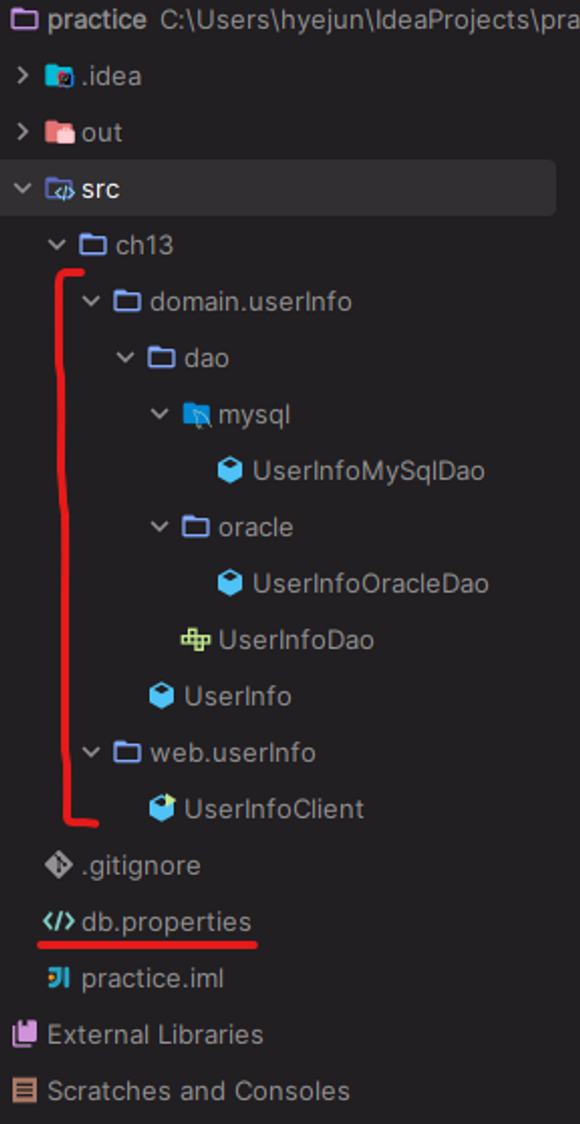 practice C:\Users\hyejun\IdeaProjects\pra
.idea
out
src
ch13
domain.userInfo
dao
mysql
UserInfoMySqlDao
oracle
UserInfoOracleDao
UserInfoDao
UserInfo
web.userInfo
UserInfoClient
.gitignore
db.properties
practice.iml
External Libraries
Scratches and Consoles